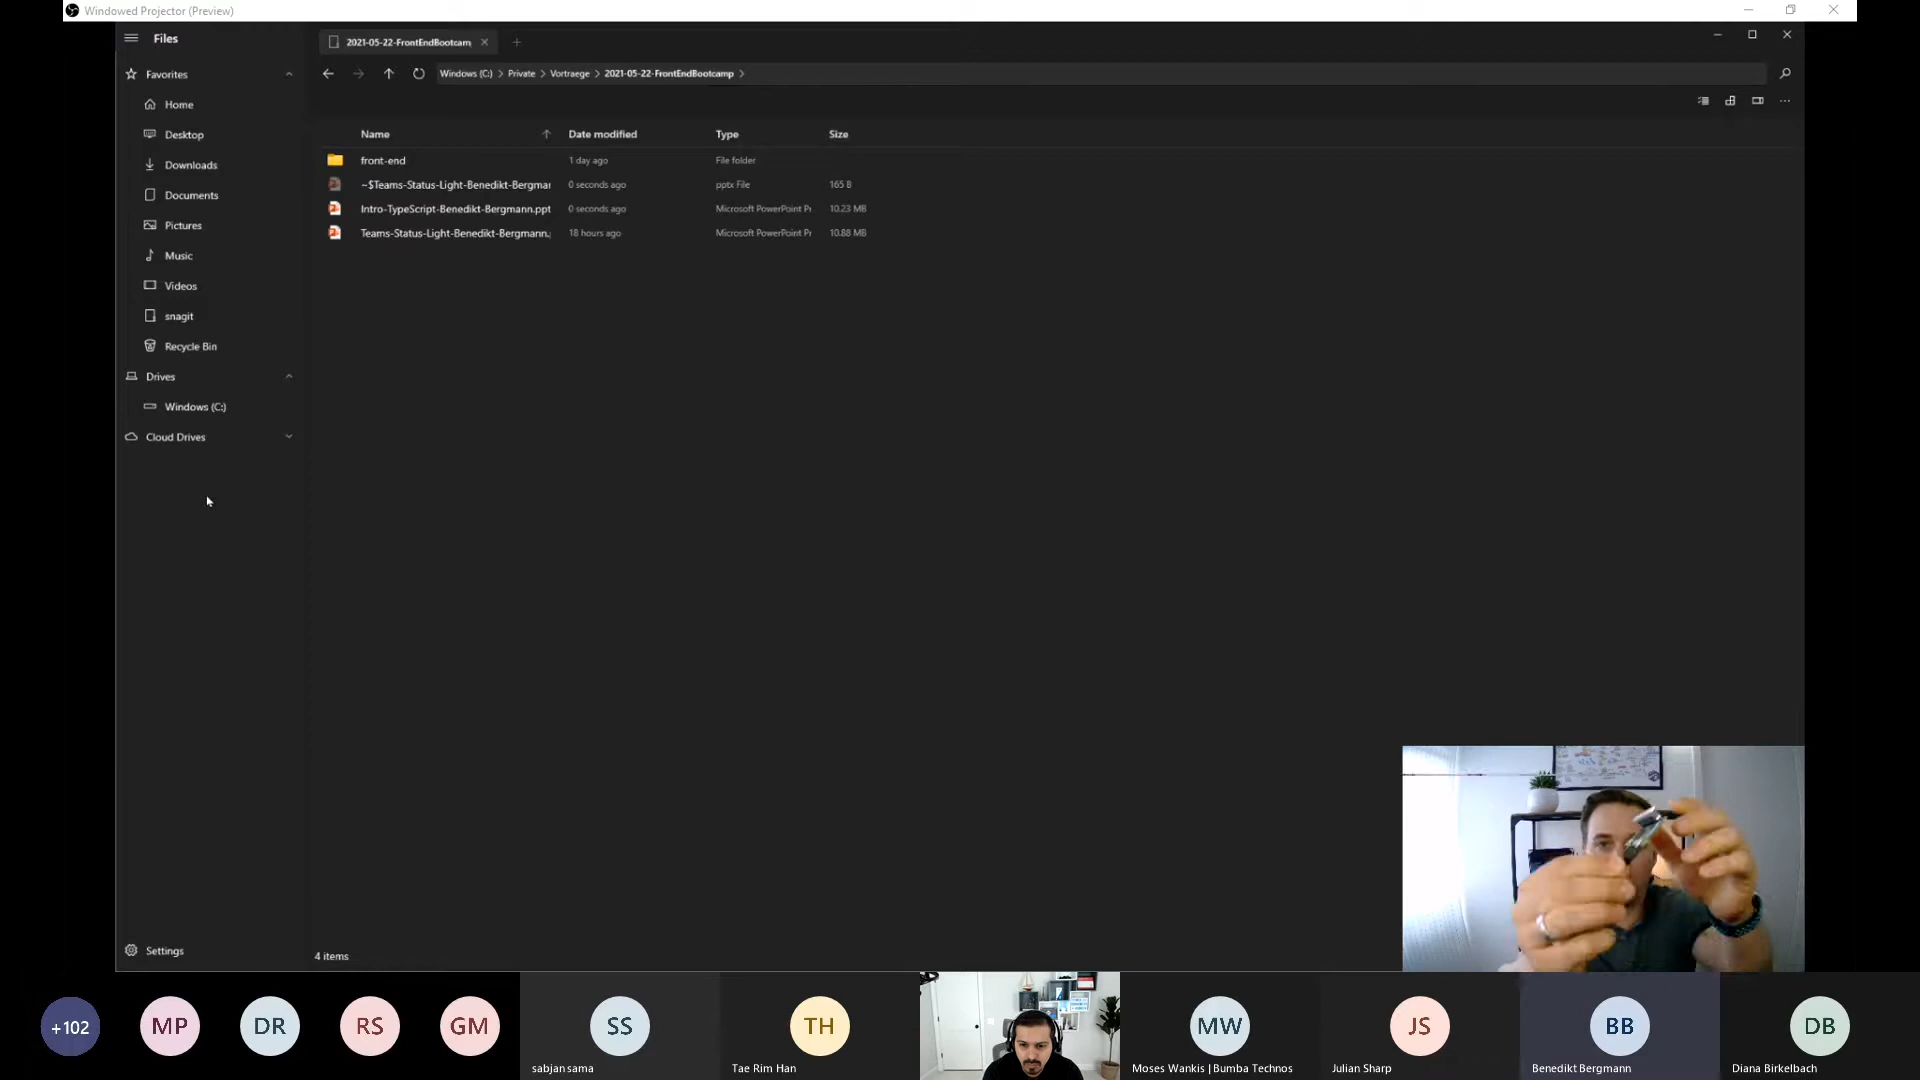 Windowed Projector (Preview)
Files
2021-05-22-FrontEndBootcam
Windows (C:) > Private > Vortraege > 2021-05-22-FrontEndBootcamp >
Favorites
Home
Desktop
Downloads
Documents
Pictures
Music
Videos
snagit
Recycle Bin
Drives
Windows (C:)
Cloud Drives
Settings
Name Date modified Type Size
front-end 1 day ago File folder
~$Teams-Status-Light-Benedikt-Bergmar 0 seconds ago pptx File 165 B
Intro-TypeScript-Benedikt-Bergmann.ppt 0 seconds ago Microsoft PowerPoint Pr 10.23 MB
Teams-Status-Light-Benedikt-Bergmann. 18 hours ago Microsoft PowerPoint Pr 10.88 MB
4 items
+102 MP DR RS GM SS TH MW JS BB DB
sabjan sama Tae Rim Han Moses Wankis | Bumba Technos Julian Sharp Benedikt Bergmann Diana Birkelbach